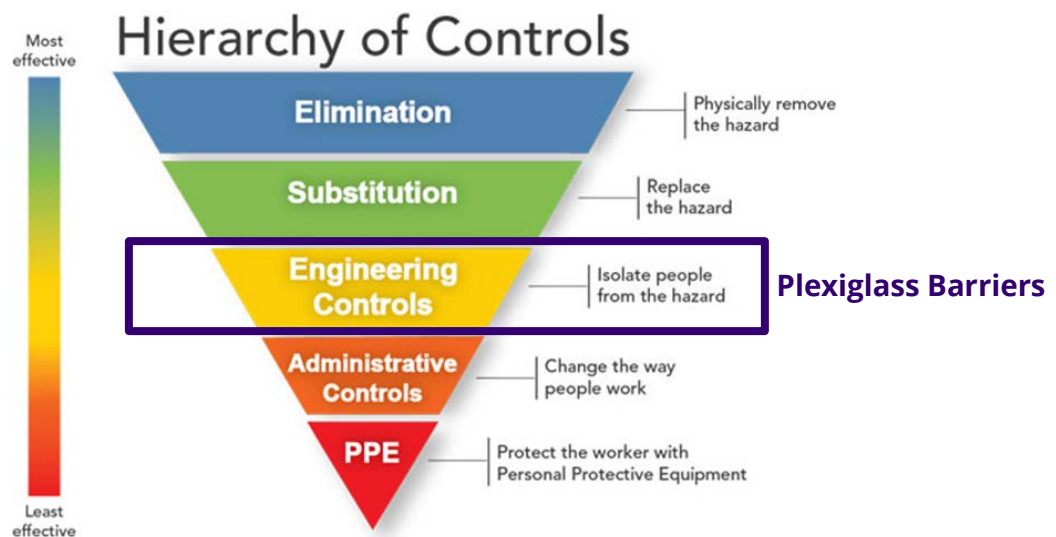 Hierarchy of Controls
Most
effective
Elimination
Physically remove
the hazard
Substitution
Replace
the hazard
Engineering
Controls
Isolate people
from the hazard
Plexiglass Barriers
Administrative
Controls
Change the way
people work
PPE
Protect the worker with
Personal Protective Equipment
Least
effective